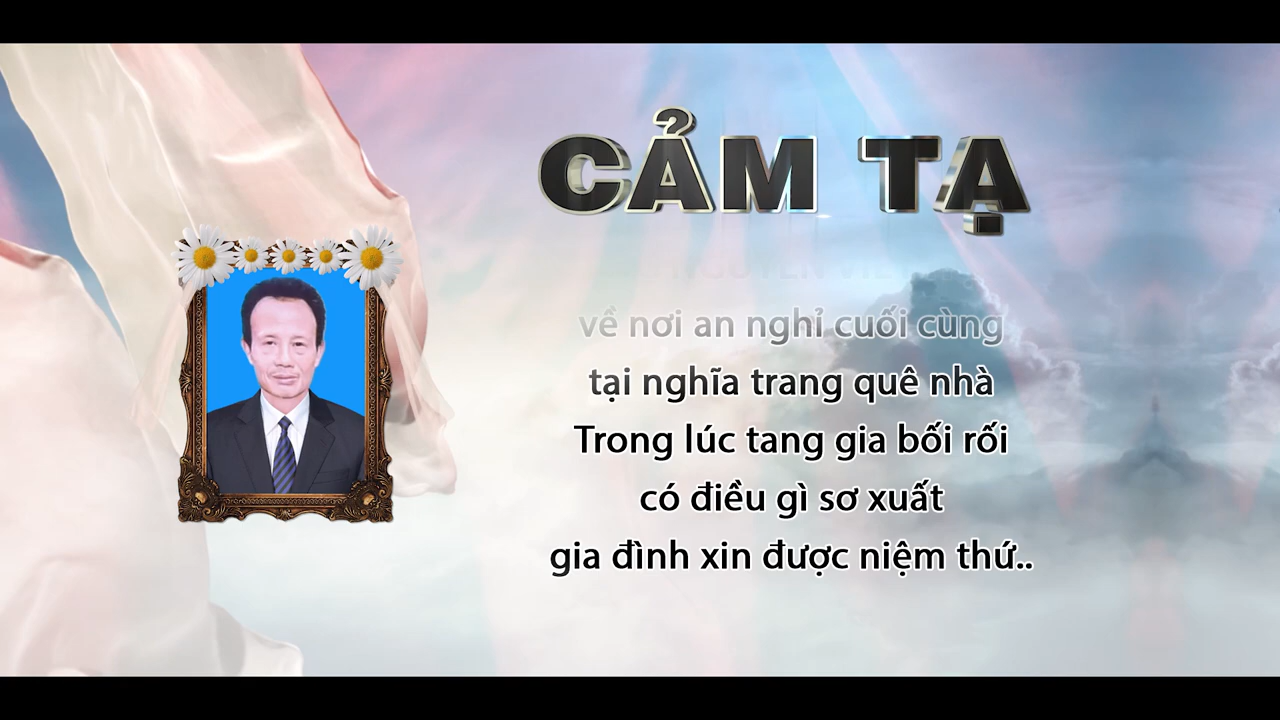 CẢM TẠ
về nơi an nghỉ cuối cùng
tại nghĩa trang quê nhà
Trong lúc tang gia bối rối
có điều gì sơ xuất
gia đình xin được niệm thứ..